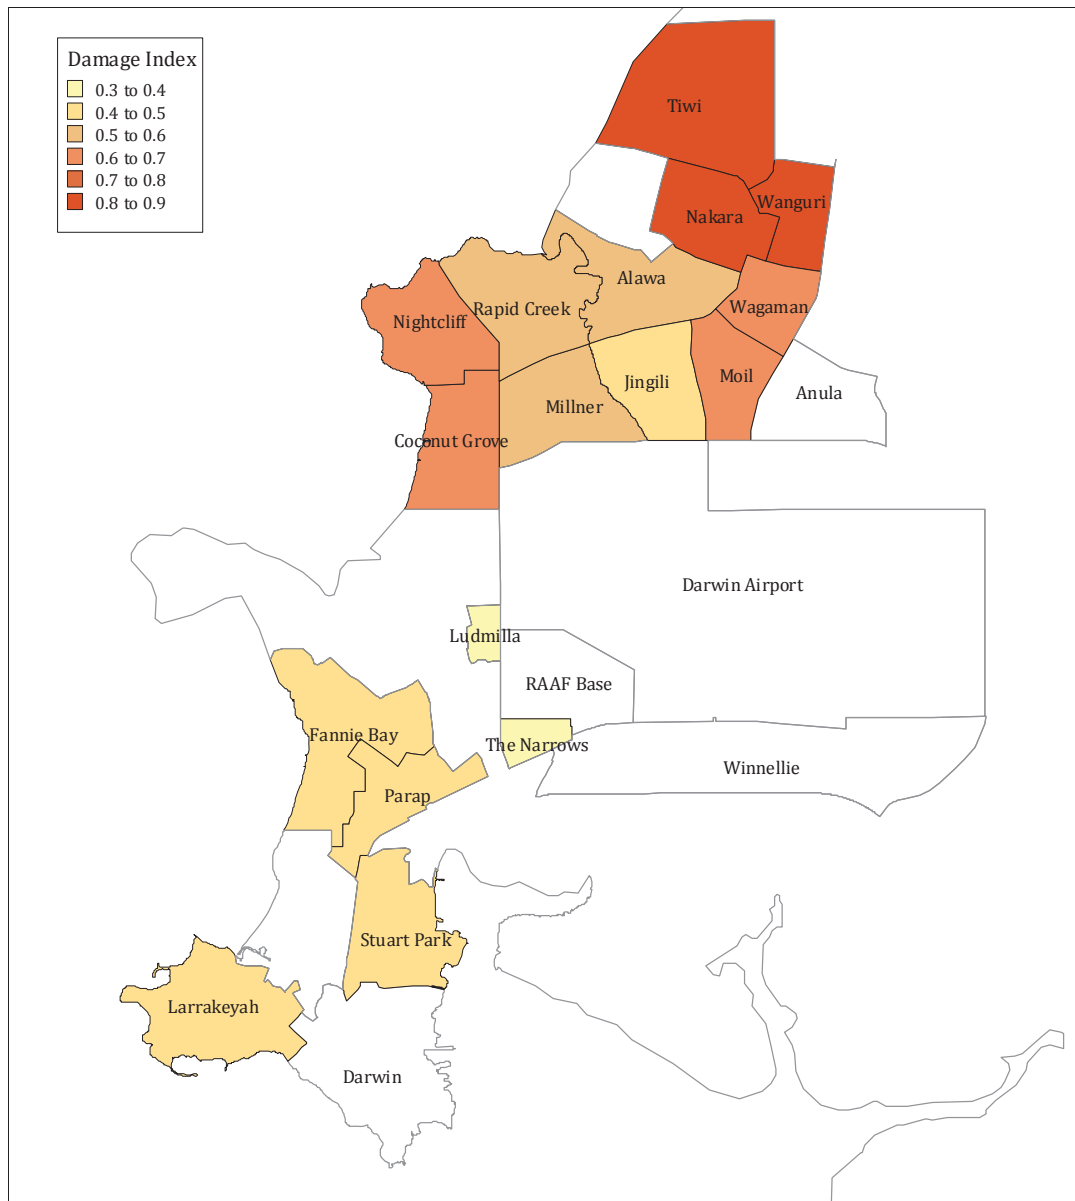 Damage Index
0.3 to 0.4
0.4 to 0.5
0.5 to 0.6
0.6 to 0.7
0.7 to 0.8
0.8 to 0.9
Tiwi
Wanguri
Nakara
Alawa
Wagaman
Rapid Creek
Nightcliff
Moil
Jingili
Anula
Millner
Coconut Grove
Darwin Airport
Ludmilla
RAAF Base
Fannie Bay
The Narrows
Winnellie
Parap
Stuart Park
Larrakeyah
Darwin